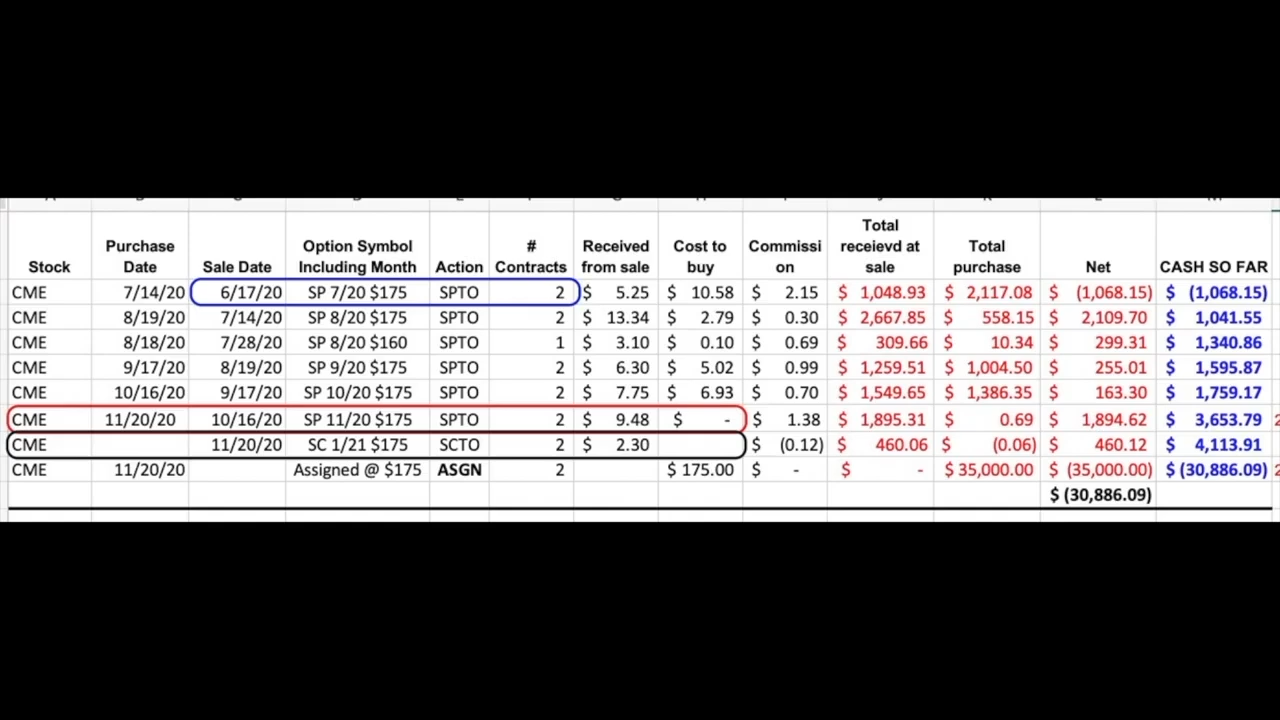 Stock Purchase Date Sale Date Option Symbol Including Month Action # Contracts Received from sale Cost to buy Commissi on Total receievd at sale Total purchase Net CASH SO FAR
CME 7/14/20 6/17/20 SP 7/20 $175 SPTO 2 $ 5.25 $ 10.58 $ 2.15 $ 1,048.93 $ 2,117.08 $ (1,068.15) $ (1,068.15)
CME 8/19/20 7/14/20 SP 8/20 $175 SPTO 2 $ 13.34 $ 2.79 $ 0.30 $ 2,667.85 $ 558.15 $ 2,109.70 $ 1,041.55
CME 8/18/20 7/28/20 SP 8/20 $160 SPTO 1 $ 3.10 $ 0.10 $ 0.69 $ 309.66 $ 10.34 $ 299.31 $ 1,340.86
CME 9/17/20 8/19/20 SP 9/20 $175 SPTO 2 $ 6.30 $ 5.02 $ 0.99 $ 1,259.51 $ 1,004.50 $ 255.01 $ 1,595.87
CME 10/16/20 9/17/20 SP 10/20 $175 SPTO 2 $ 7.75 $ 6.93 $ 0.70 $ 1,549.65 $ 1,386.35 $ 163.30 $ 1,759.17
CME 11/20/20 10/16/20 SP 11/20 $175 SPTO 2 $ 9.48 $ - $ 1.38 $ 1,895.31 $ 0.69 $ 1,894.62 $ 3,653.79
CME 11/20/20 SC 1/21 $175 SCTO 2 $ 2.30 $ (0.12) $ 460.06 $ (0.06) $ 460.12 $ 4,113.91
CME 11/20/20 Assigned @ $175 ASGN 2 $ 175.00 $ - $ - $ 35,000.00 $ (35,000.00) $ (30,886.09)
$ (30,886.09)